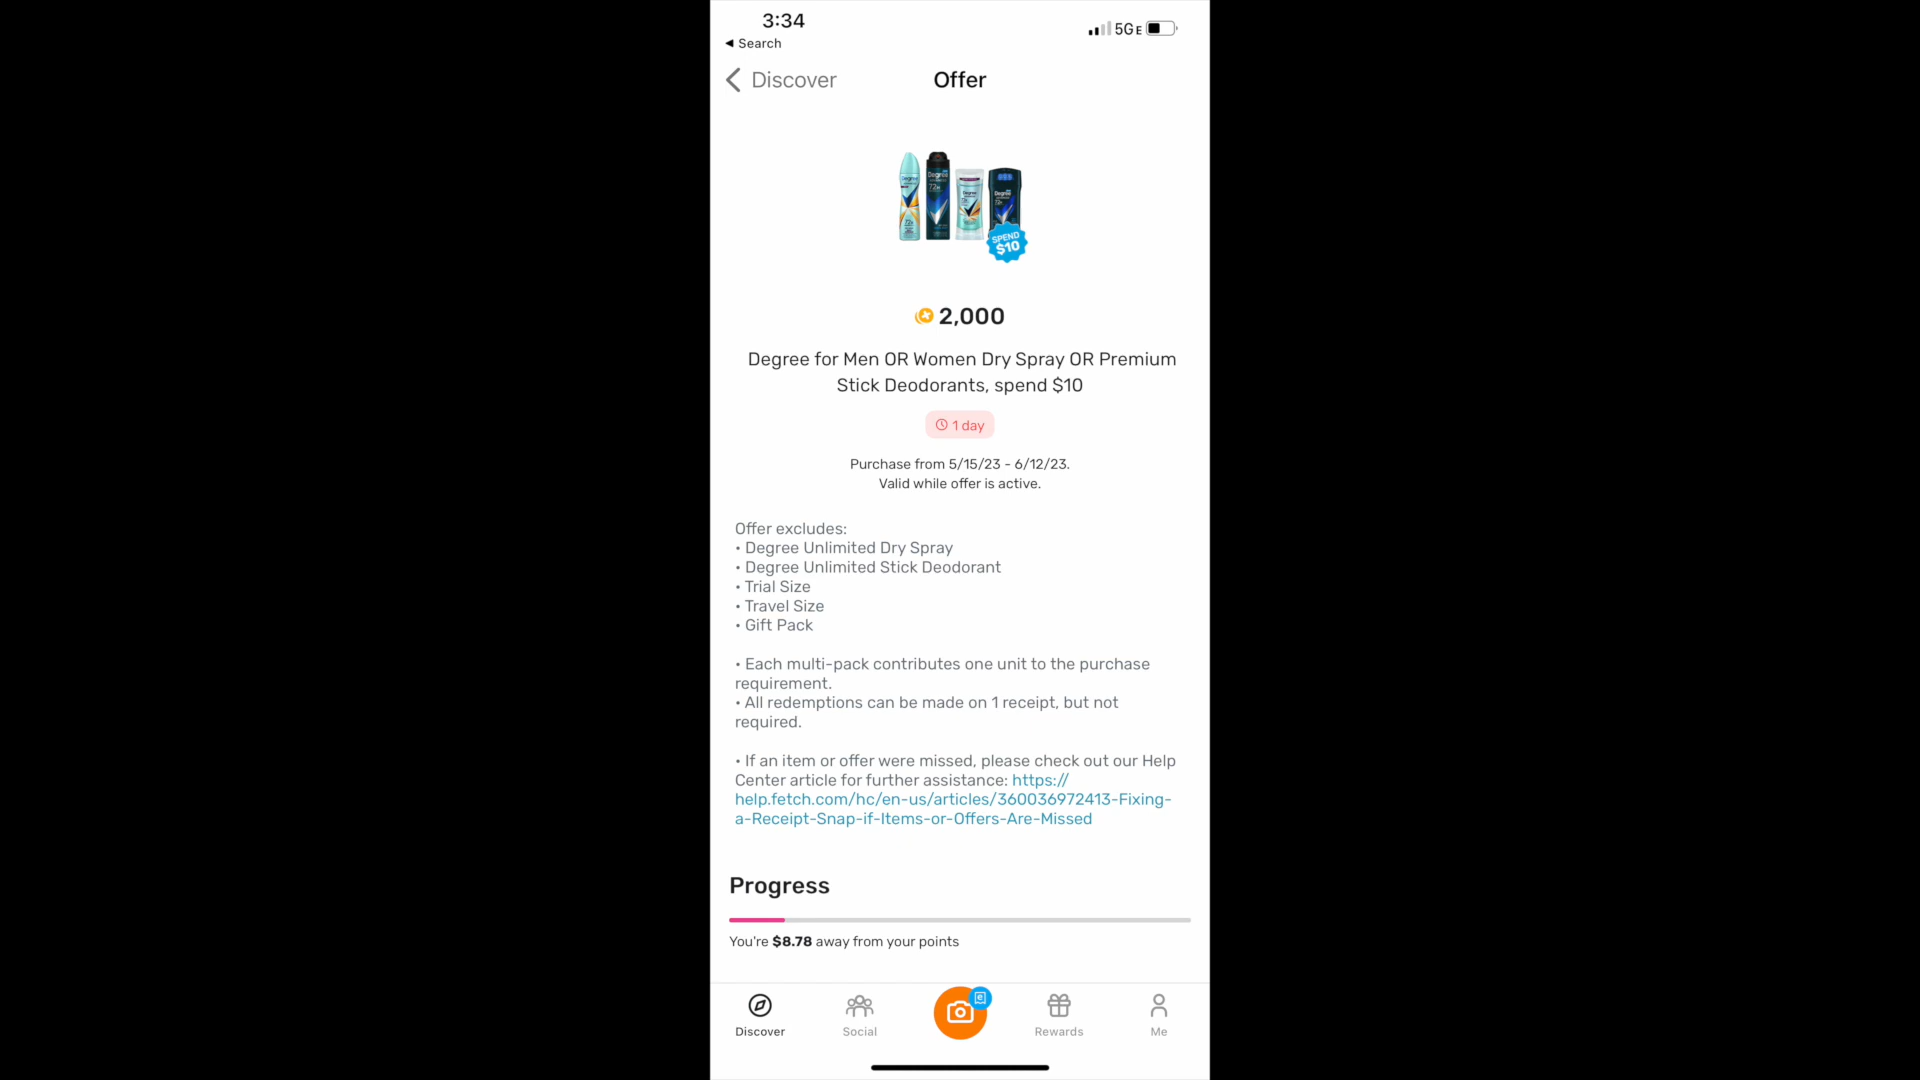 3:34
5GE
◀ Search
Discover
Offer
Degree
Degree
72H
Degree
Degree
SPEND
$10
2,000
Degree for Men OR Women Dry Spray OR Premium
Stick Deodorants, spend $10
1 day
Purchase from 5/15/23 - 6/12/23.
Valid while offer is active.
Offer excludes:
• Degree Unlimited Dry Spray
• Degree Unlimited Stick Deodorant
• Trial Size
• Travel Size
• Gift Pack
• Each multi-pack contributes one unit to the purchase
requirement.
• All redemptions can be made on 1 receipt, but not
required.
• If an item or offer were missed, please check out our Help
Center article for further assistance: https://
help.fetch.com/hc/en-us/articles/360036972413-Fixing-
a-Receipt-Snap-if-Items-or-Offers-Are-Missed
Progress
You're $8.78 away from your points
Discover
Social
Rewards
Me